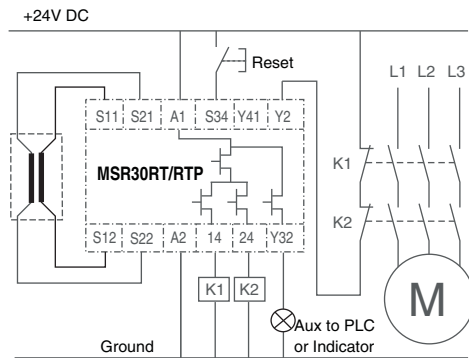 +24V DC
Reset
L1 L2 L3
S11 S21 A1 S34 Y41 Y2
MSR30RT/RTP
K1
K2
S12 S22 A2 14 24 Y32
K1 K2
M
Aux to PLC
or Indicator
Ground